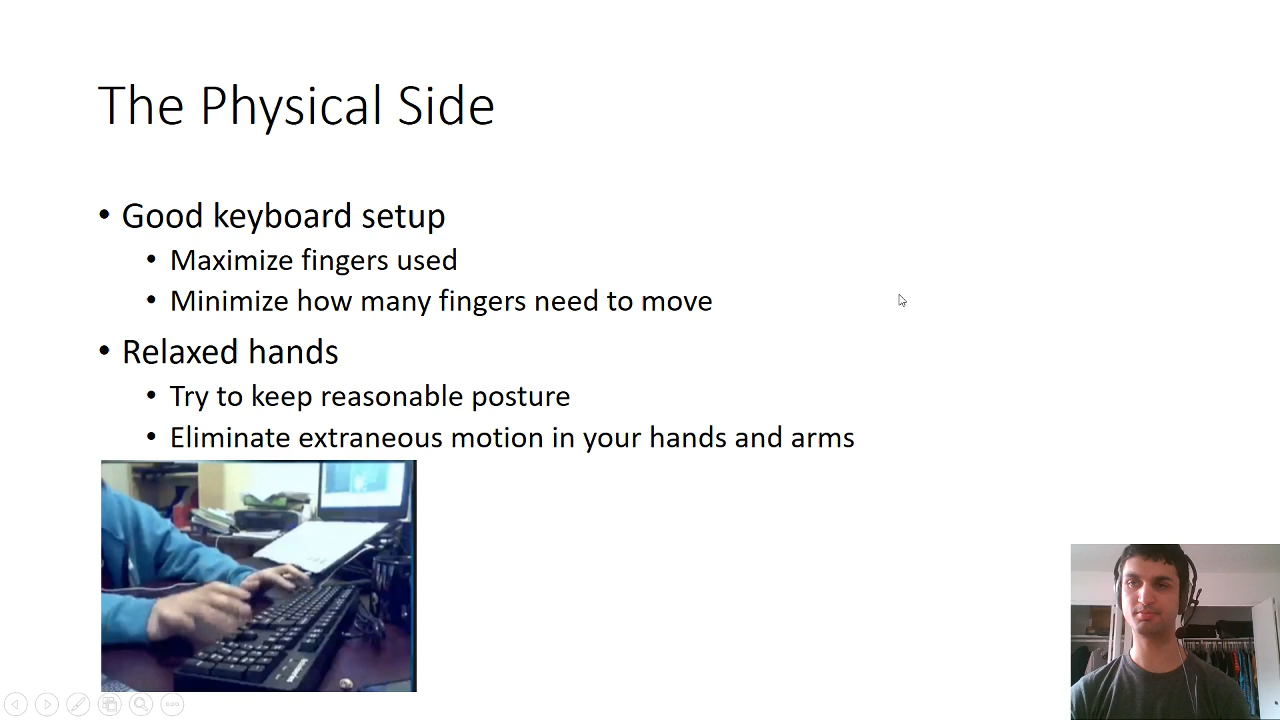 The Physical Side
• Good keyboard setup
• Maximize fingers used
• Minimize how many fingers need to move
• Relaxed hands
• Try to keep reasonable posture
• Eliminate extraneous motion in your hands and arms